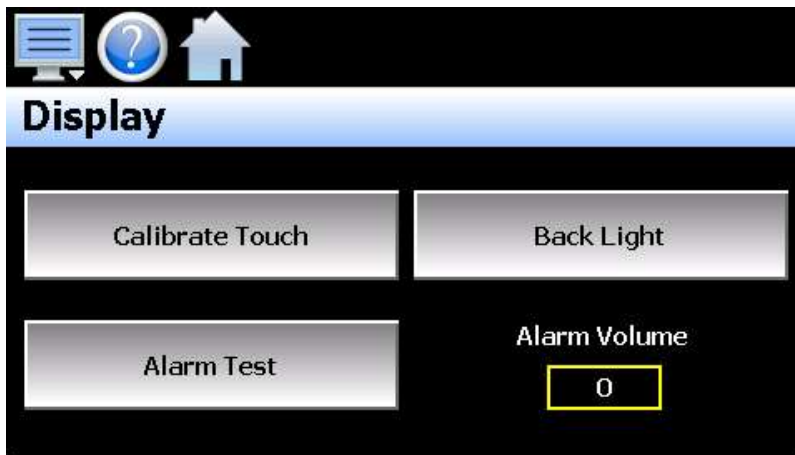 ?
Display
Calibrate Touch
Back Light
Alarm Test
Alarm Volume
0